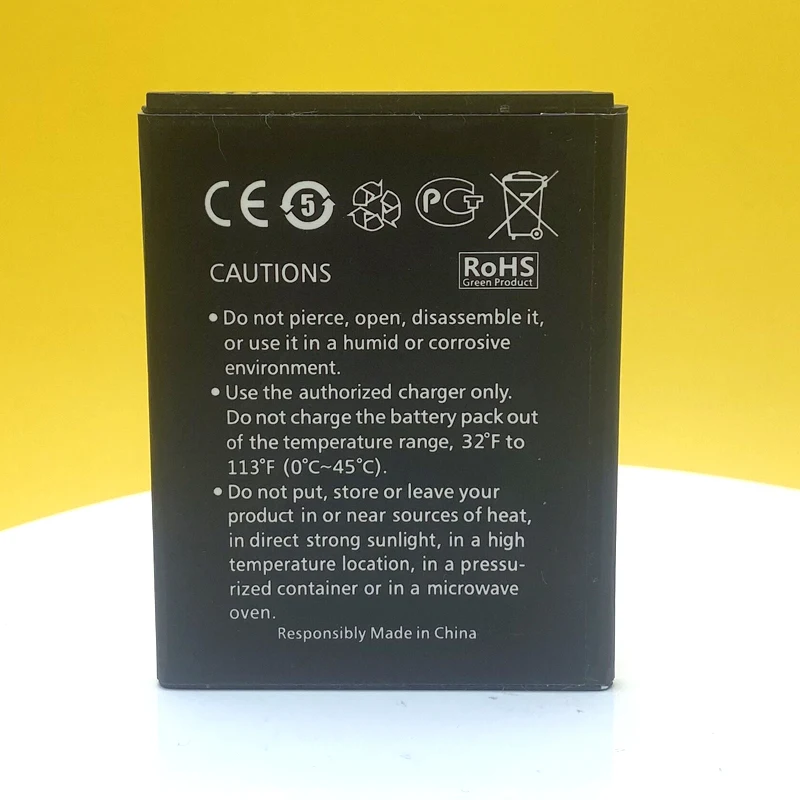 CE 5 PCT
CAUTIONS
RoHS
Green Product
• Do not pierce, open, disassemble it,
or use it in a humid or corrosive
environment.
• Use the authorized charger only.
Do not charge the battery pack out
of the temperature range, 32°F to
113°F (0°C~45°C).
• Do not put, store or leave your
product in or near sources of heat,
in direct strong sunlight, in a high
temperature location, in a pressu-
rized container or in a microwave
oven.
Responsibly Made in China